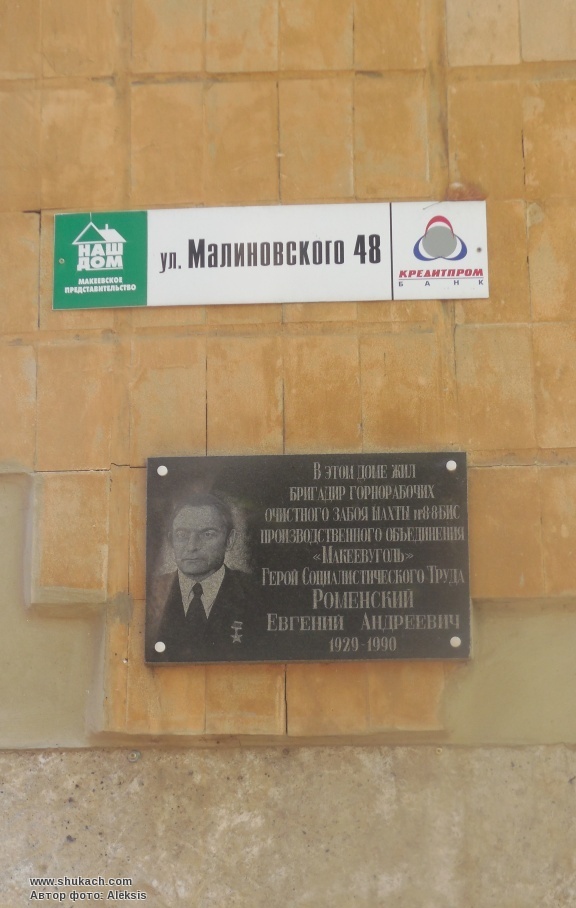 НАШ
ДОМ
МАКЕЕВСКОЕ
ПРЕДСТАВИТЕЛЬСТВО
ул. Малиновского 48
КРЕДИТПРОМ
БАНК
В ЭТОМ ДОМЕ ЖИЛ
БРИГАДИР ГОРНОРАБОЧИХ
ОЧИСТНОГО ЗАБОЯ ШАХТЫ №8-8БИС
ПРОИЗВОДСТВЕННОГО ОБЪЕДИНЕНИЯ
«МАКЕЕВУГОЛЬ»
ГЕРОЙ СОЦИАЛИСТИЧЕСКОГО ТРУДА
РОМЕНСКИЙ
ЕВГЕНИЙ АНДРЕЕВИЧ
1929-1990
www.shukach.com
Автор фото: Aleksis